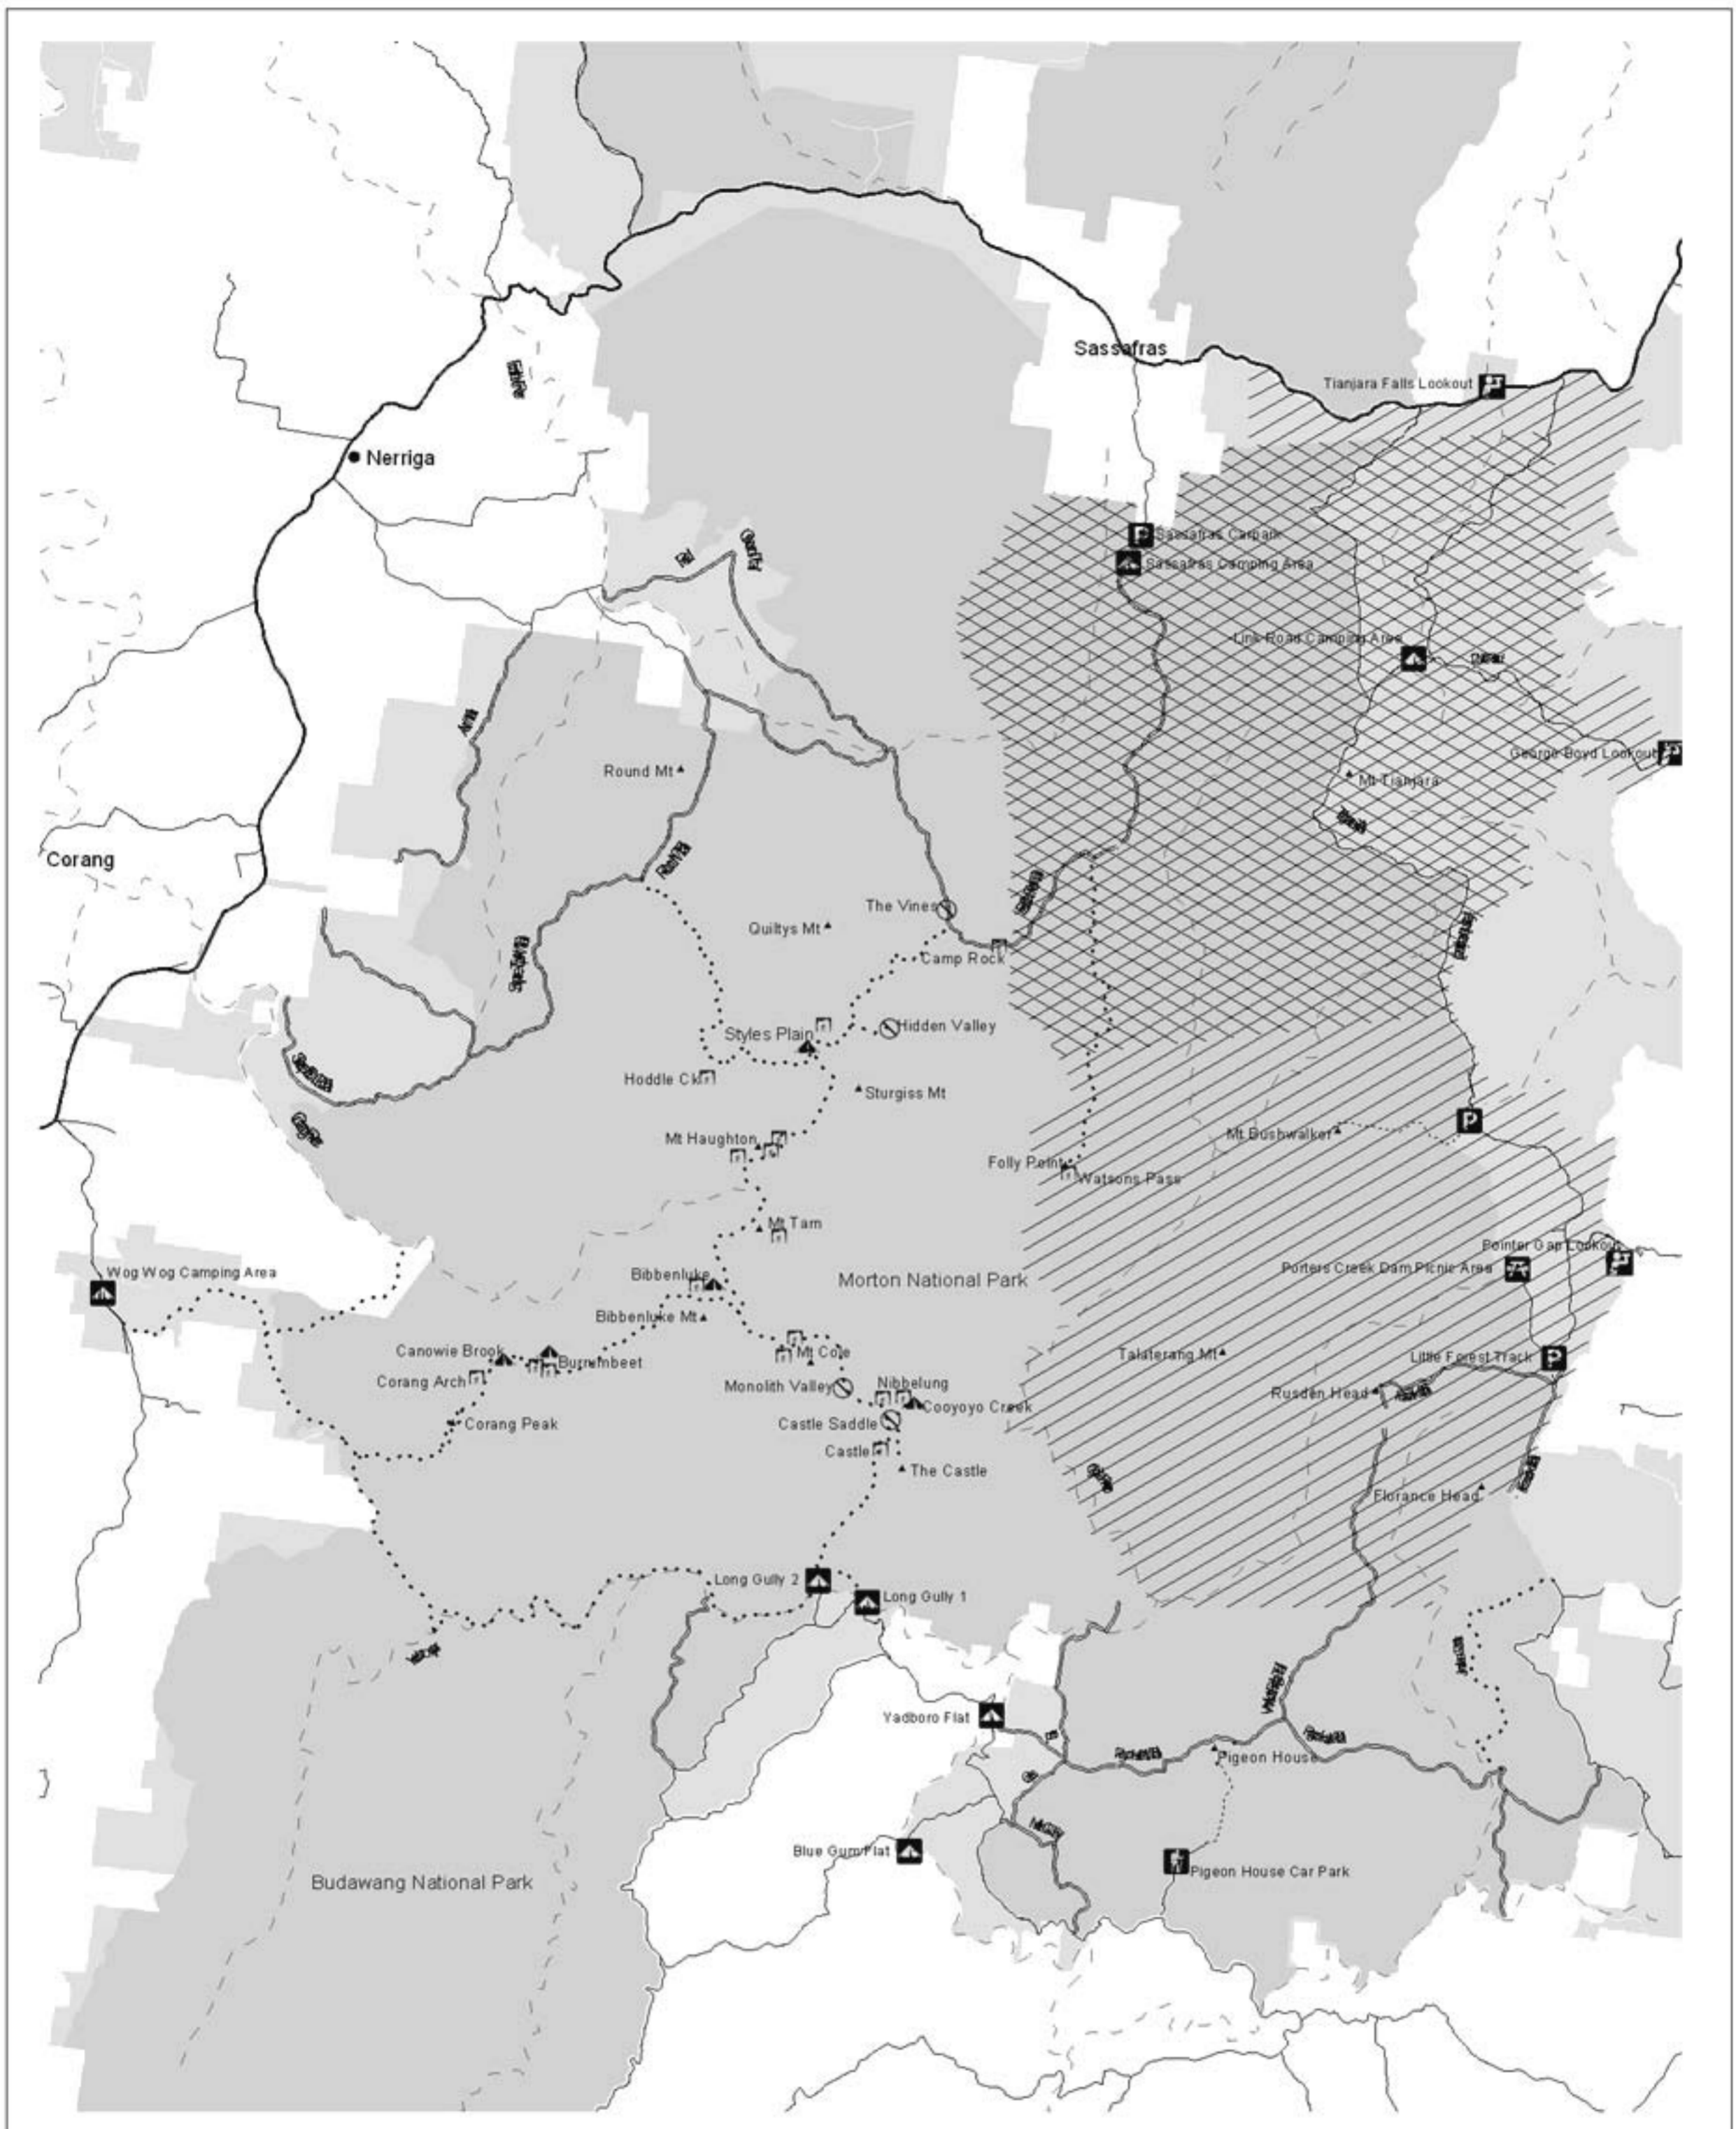 Sassafras
Tianjara Falls Lookout
Nerriga
Sassafras Carpark
Sassafras Camping Area
Link Road Camping Area
George Boyd Lookout
Round Mt
Mt Tianjara
Corang
The Vines
Quiltys Mt
Camp Rock
Styles Plain
Hidden Valley
Hoddle Ck
Sturgiss Mt
Mt Haughton
Mt Bushwalker
Folly Point
Watsons Pass
Mt Tarn
Pointer Gap Lookout
Wog Wog Camping Area
Bibbenluke
Morton National Park
Porters Creek Dam Picnic Area
Bibbenluke Mt
Canowie Brook
Burrumbeet
Mt Cole
Talaterang Mt
Little Forest Track
Corang Arch
Monolith Valley
Nibbelung
Rusden Head
Cooyoyo Creek
Corang Peak
Castle Saddle
Castle
The Castle
Florance Head
Long Gully 2
Long Gully 1
Yadboro Flat
Pigeon House
Blue Gum Flat
Pigeon House Car Park
Budawang National Park